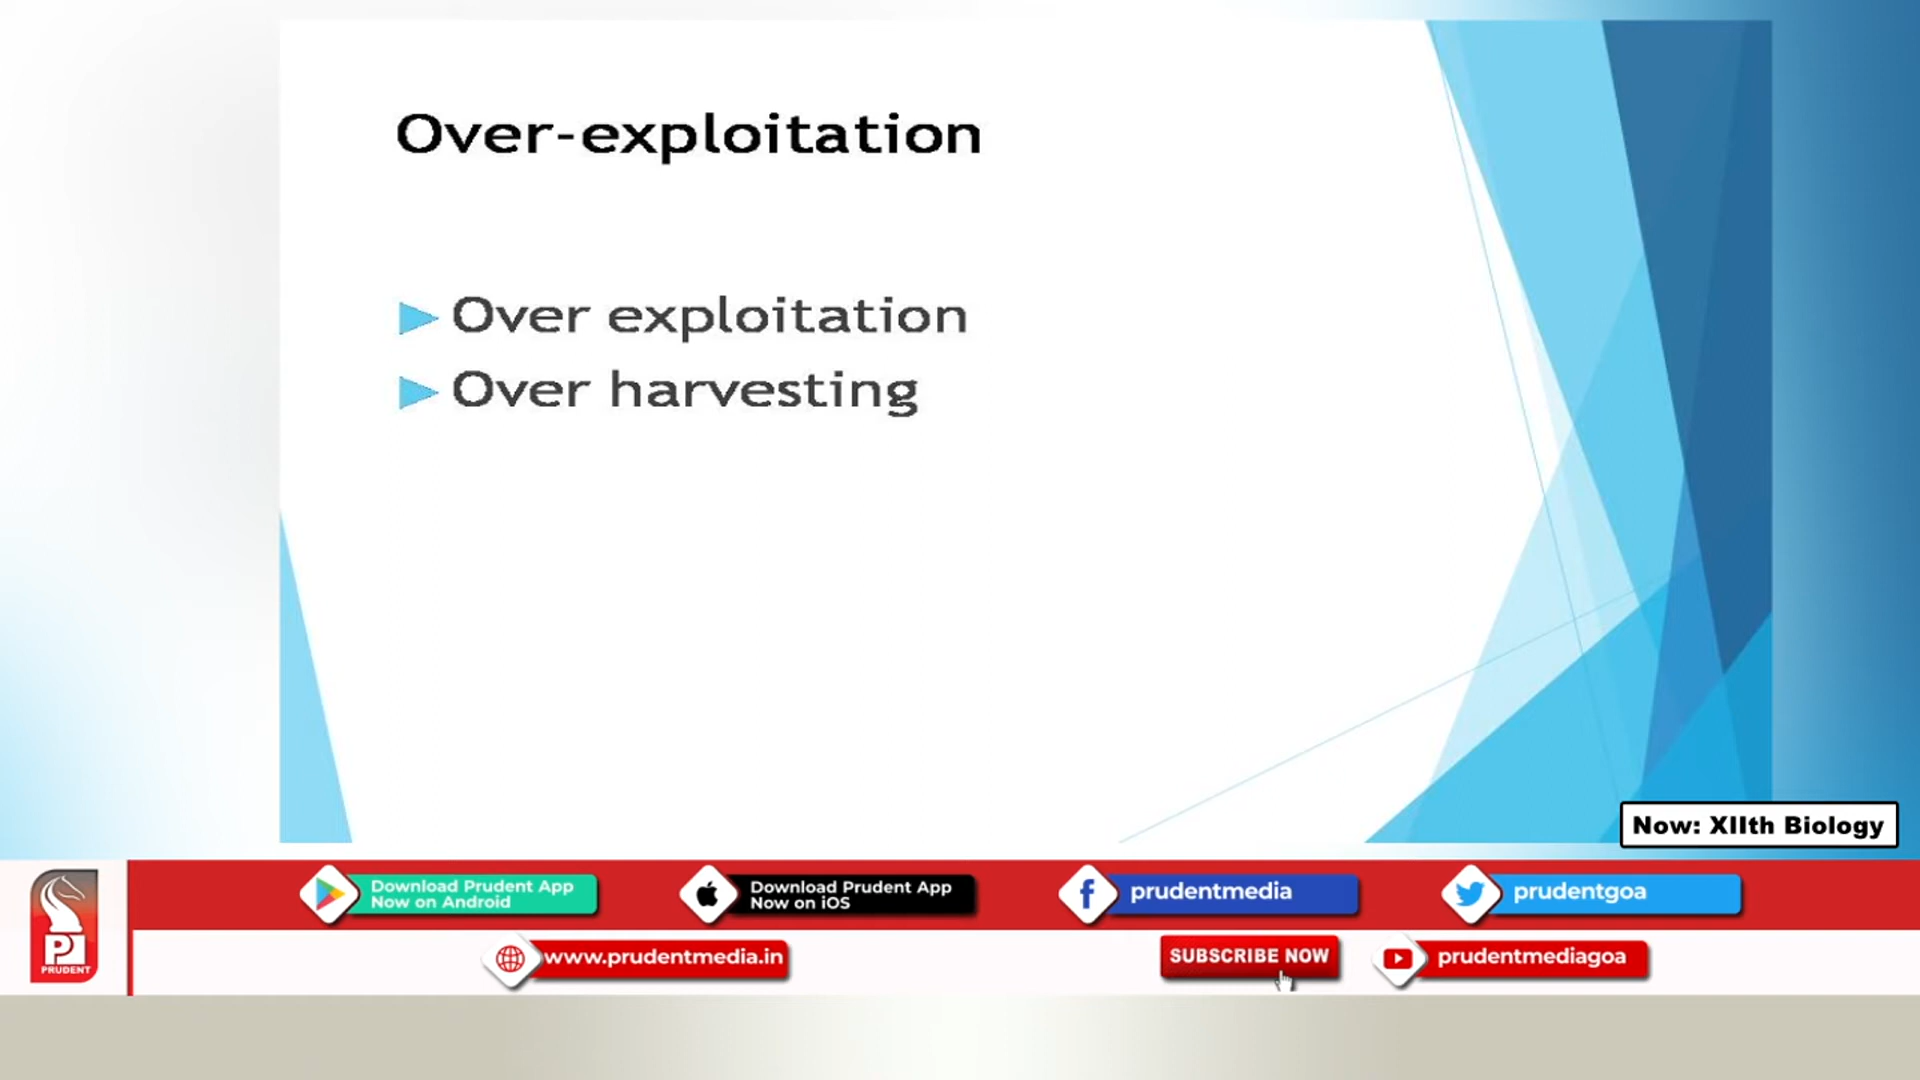 Over-exploitation
Over exploitation
Over harvesting
Now: XIIth Biology
Download Prudent App
Now on Android
Download Prudent App
Now on iOS
prudentmedia
prudentgoa
PRUDENT
www.prudentmedia.in
SUBSCRIBE NOW
prudentmediagoa